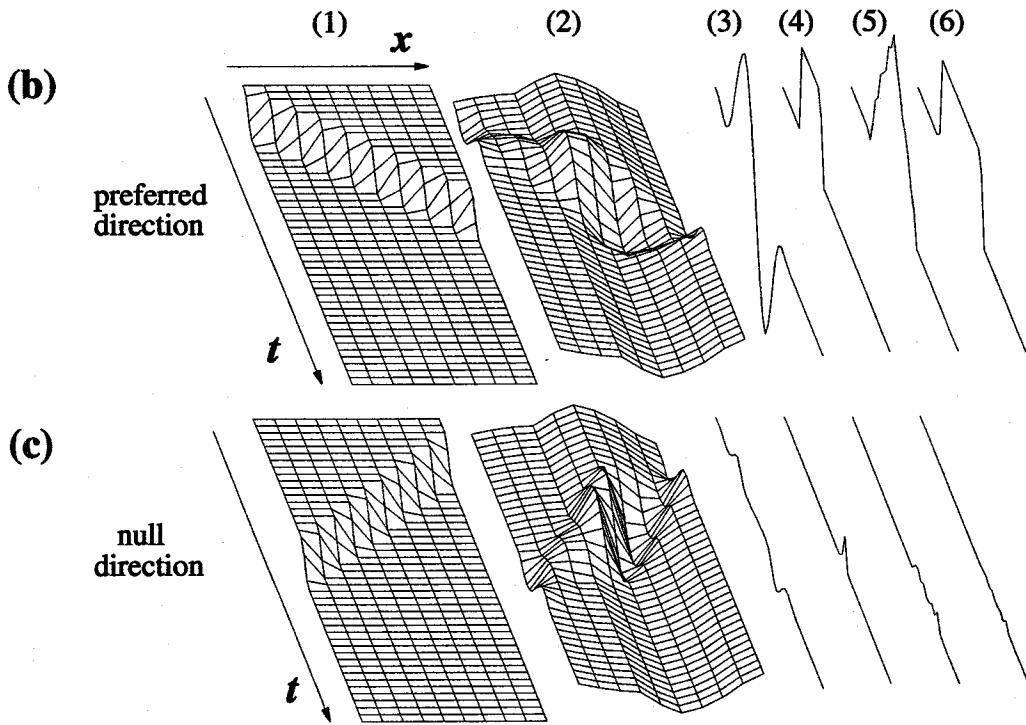 (1) (2) (3) (4) (5) (6)
x
(b)
preferred
direction
t
(c)
null
direction
t